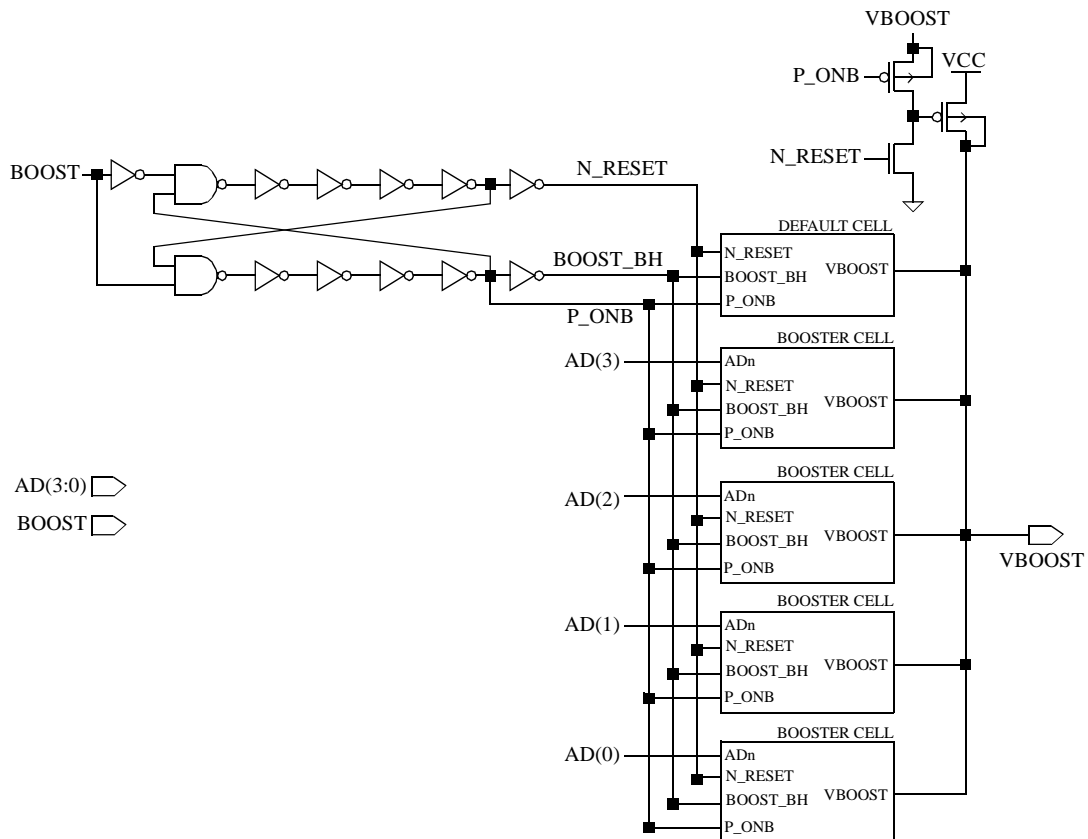 VBOOST
P_ONB
VCC
N_RESET
BOOST
N_RESET
BOOST_BH
P_ONB
DEFAULT CELL
N_RESET
BOOST_BH
P_ONB
VBOOST
AD(3)
BOOSTER CELL
ADn
N_RESET
BOOST_BH
P_ONB
VBOOST
AD(3:0)
BOOST
AD(2)
BOOSTER CELL
ADn
N_RESET
BOOST_BH
P_ONB
VBOOST
VBOOST
AD(1)
BOOSTER CELL
ADn
N_RESET
BOOST_BH
P_ONB
VBOOST
AD(0)
BOOSTER CELL
ADn
N_RESET
BOOST_BH
P_ONB
VBOOST